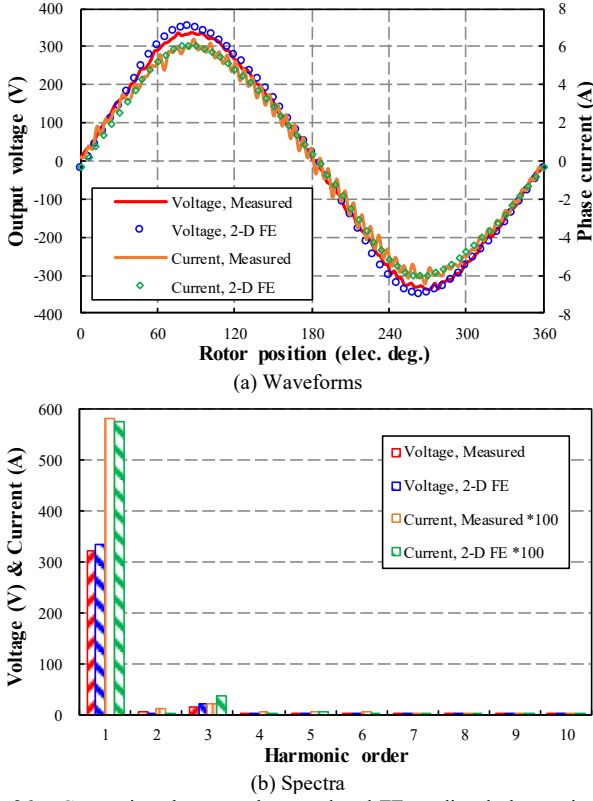 400
300
200
100
0
-100
-200
-300
-400
Output voltage (V)
8
6
4
2
0
-2
-4
-6
-8
Phase current (A)
Voltage, Measured
Voltage, 2-D FE
Current, Measured
Current, 2-D FE
0 60 120 180 240 300 360
Rotor position (elec. deg.)
(a) Waveforms
600
500
400
300
200
100
0
Voltage (V) & Current (A)
Voltage, Measured
Voltage, 2-D FE
Current, Measured *100
Current, 2-D FE *100
1 2 3 4 5 6 7 8 9 10
Harmonic order
(b) Spectra